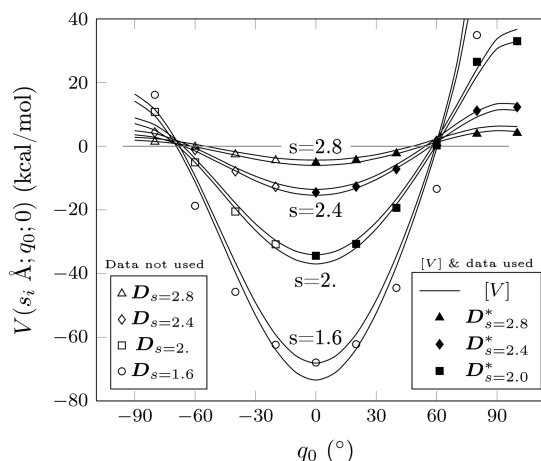 40
20
0
−20
−40
−60
−80
V(s_i Å; q_0; 0) (kcal/mol)
s=2.8
s=2.4
s=2.
s=1.6
Data not used
D_{s=2.8}
D_{s=2.4}
D_{s=2.}
D_{s=1.6}
[V] & data used
[V]
D*_{s=2.8}
D*_{s=2.4}
D*_{s=2.0}
−90 −60 −30 0 30 60 90
q_0 (°)